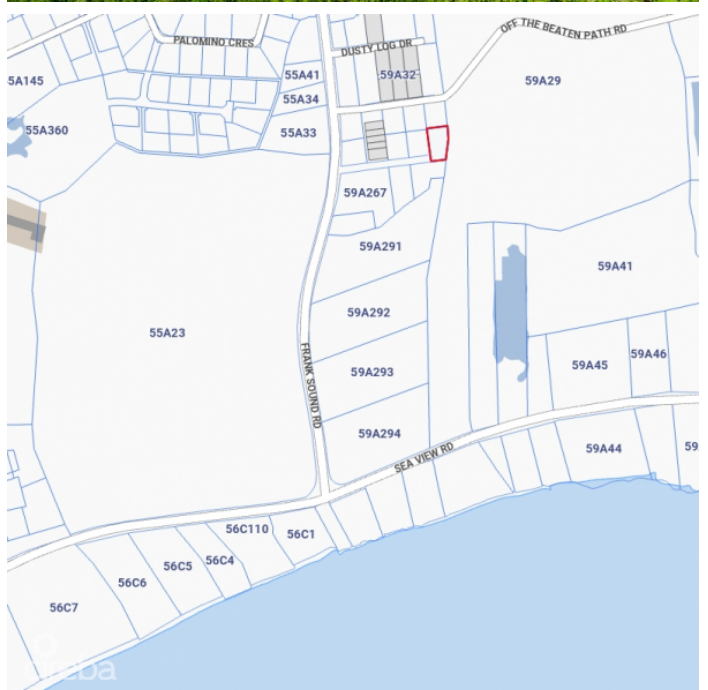 OFF THE BEATEN PATH RD
PALOMINO CRES
DUSTY LOG DR
5A145
55A41
59A32
59A29
55A34
55A360
55A33
59A267
59A291
59A41
59A292
55A23
FRANK SOUND RD
59A46
59A45
59A293
59A294
59A44
59
SEA VIEW RD
56C110
56C1
56C4
56C5
56C6
56C7
cireba